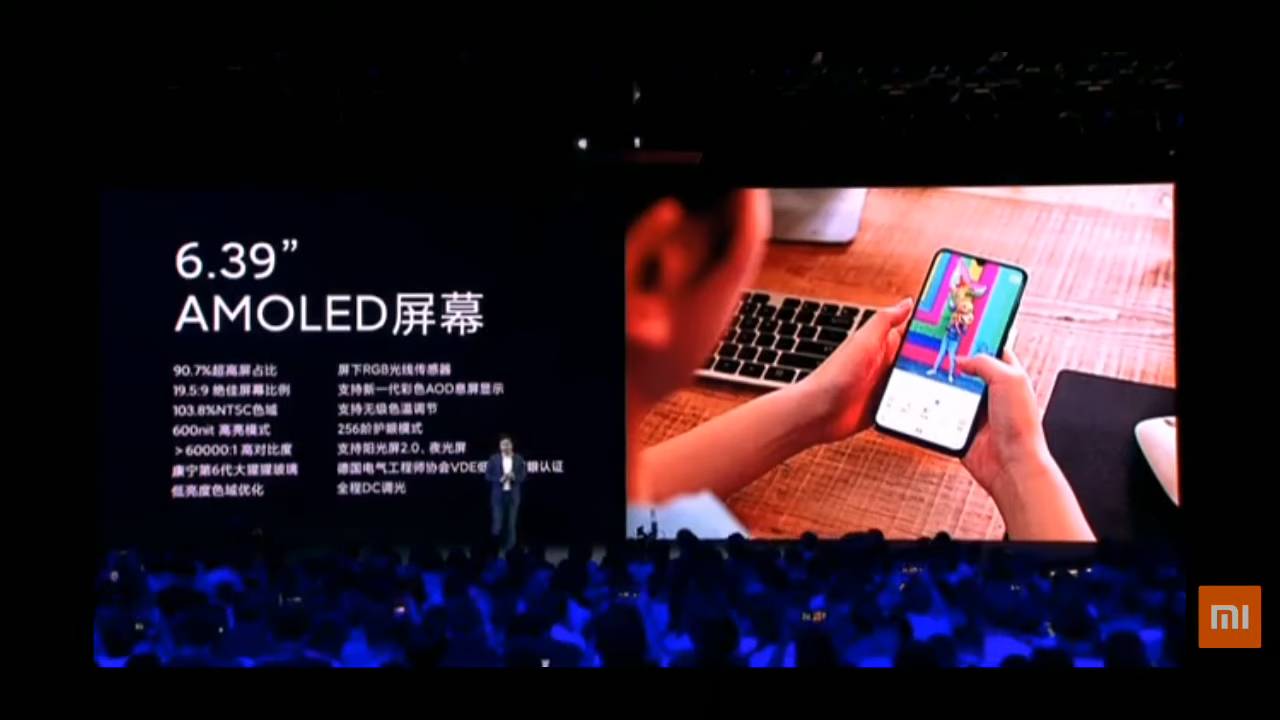 6.39”
AMOLED屏幕
90.7%超高屏占比
19.5:9 绝佳屏幕比例
103.8%NTSC色域
600nit 高亮模式
＞60000:1 高对比度
康宁第6代大猩猩玻璃
低亮度色域优化
屏下RGB光线传感器
支持新一代彩色AOD息屏显示
支持无级色温调节
256阶护眼模式
支持阳光屏2.0、夜光屏
德国电气工程师协会VDE低 眼认证
全程DC调光
mi